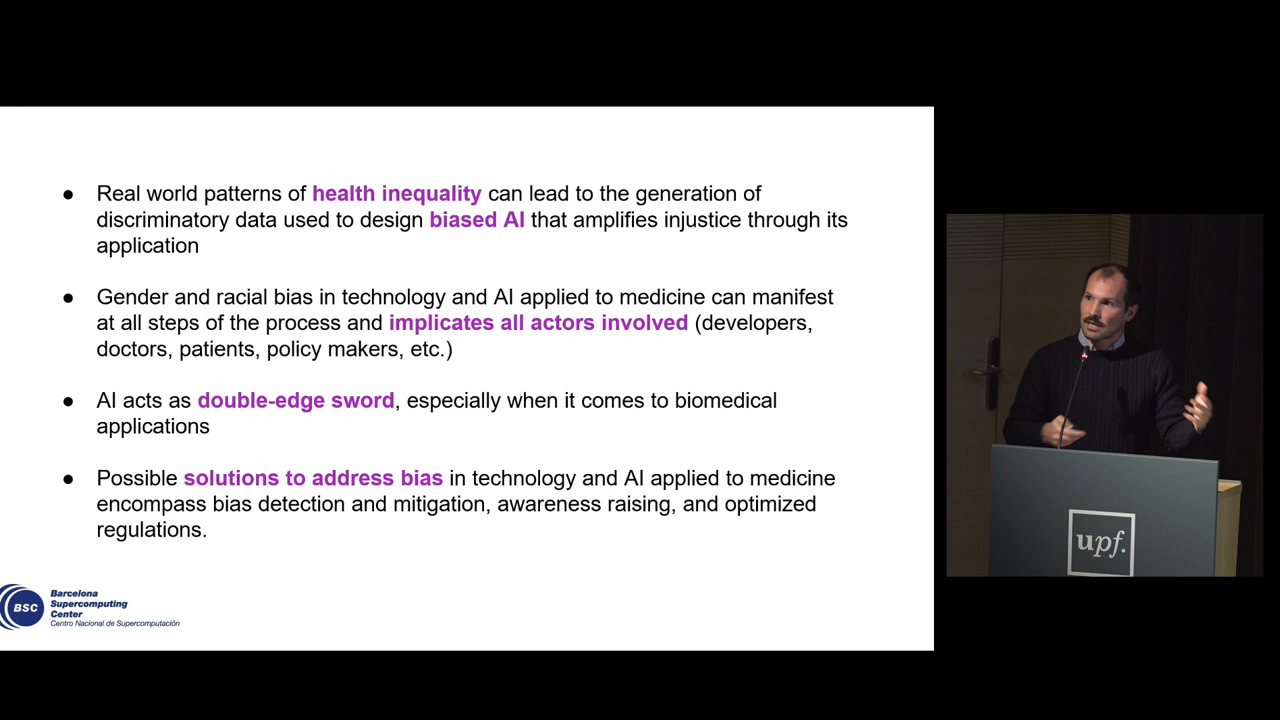 ● Real world patterns of health inequality can lead to the generation of
discriminatory data used to design biased AI that amplifies injustice through its
application
● Gender and racial bias in technology and AI applied to medicine can manifest
at all steps of the process and implicates all actors involved (developers,
doctors, patients, policy makers, etc.)
● AI acts as double-edge sword, especially when it comes to biomedical
applications
● Possible solutions to address bias in technology and AI applied to medicine
encompass bias detection and mitigation, awareness raising, and optimized
regulations.
BSC
Barcelona
Supercomputing
Center
Centro Nacional de Supercomputación
upf.